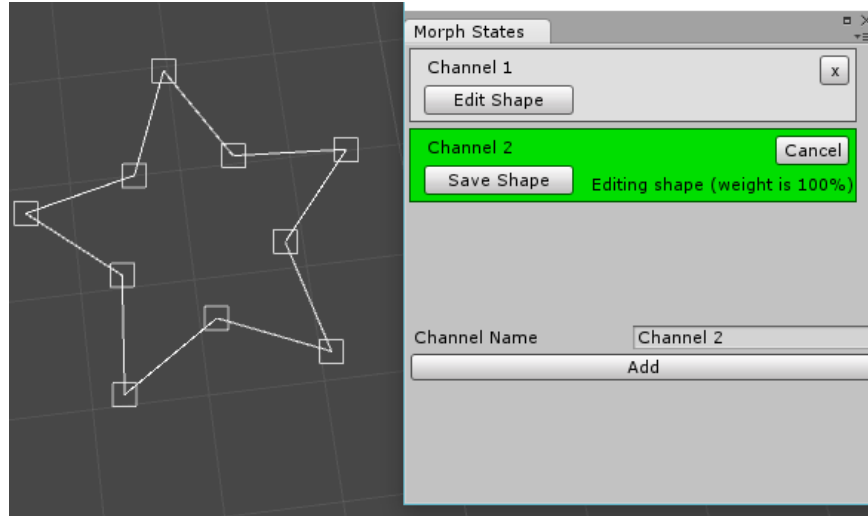 Morph States
Channel 1
x
Edit Shape
Channel 2
Cancel
Save Shape
Editing shape (weight is 100%)
Channel Name
Channel 2
Add